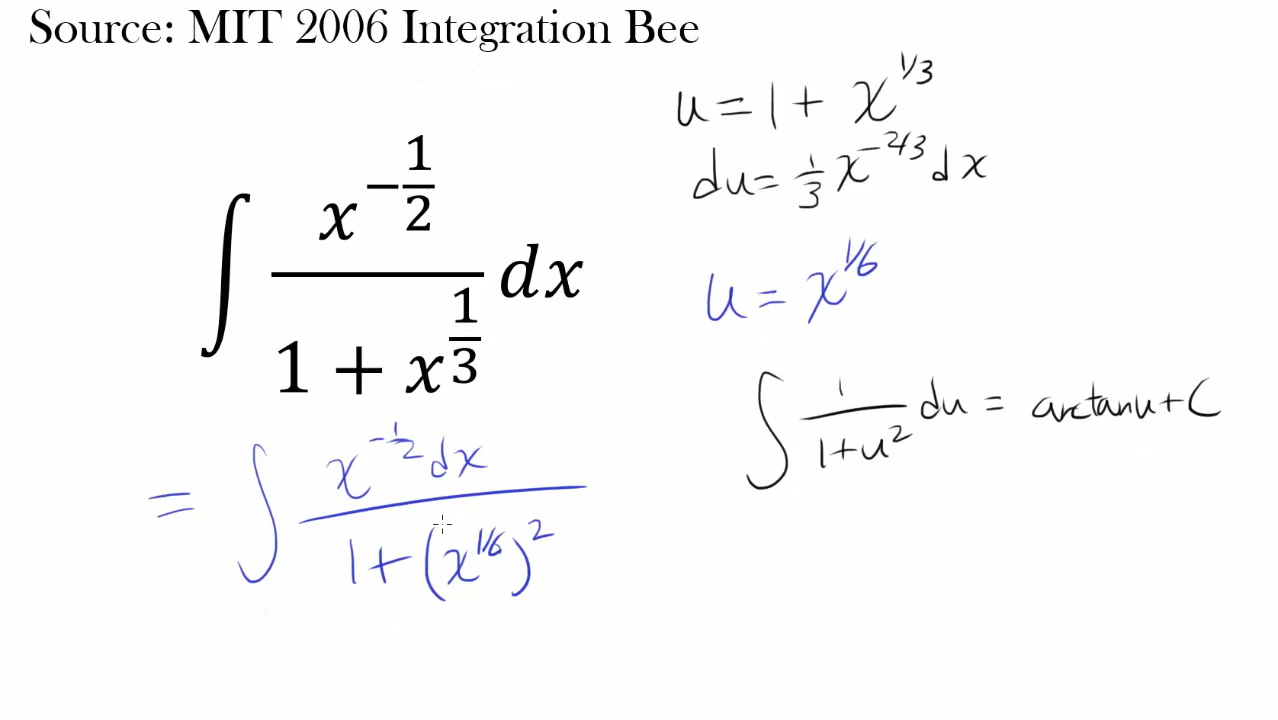 Source: MIT 2006 Integration Bee
∫ x^{-1/2} / (1 + x^{1/3}) dx
= ∫ x^{-1/2} dx / (1 + (x^{1/6})^2)
u = 1 + x^{1/3}
du = 1/3 x^{-2/3} dx
u = x^{1/6}
∫ 1/(1+u^2) du = arctanu + C